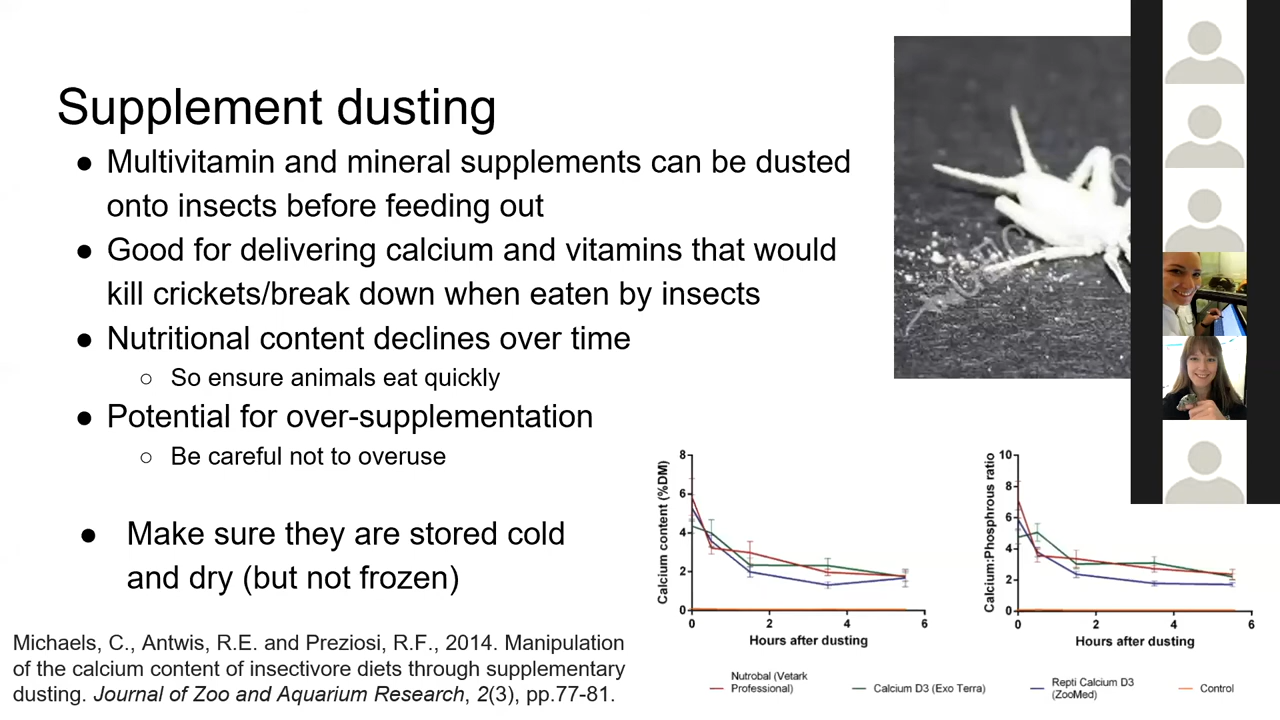 Supplement dusting
● Multivitamin and mineral supplements can be dusted
onto insects before feeding out
● Good for delivering calcium and vitamins that would
kill crickets/break down when eaten by insects
● Nutritional content declines over time
○ So ensure animals eat quickly
● Potential for over-supplementation
○ Be careful not to overuse
● Make sure they are stored cold
and dry (but not frozen)
Michaels, C., Antwis, R.E. and Preziosi, R.F., 2014. Manipulation
of the calcium content of insectivore diets through supplementary
dusting. Journal of Zoo and Aquarium Research, 2(3), pp.77-81.
Calcium content (%DM)
8
6
4
2
0
0 2 4 6
Hours after dusting
Calcium:Phosphrous ratio
10
8
6
4
2
0
0 2 4 6
Hours after dusting
Nutrobal (Vetark
Professional)
Calcium D3 (Exo Terra)
Repti Calcium D3
(ZooMed)
Control